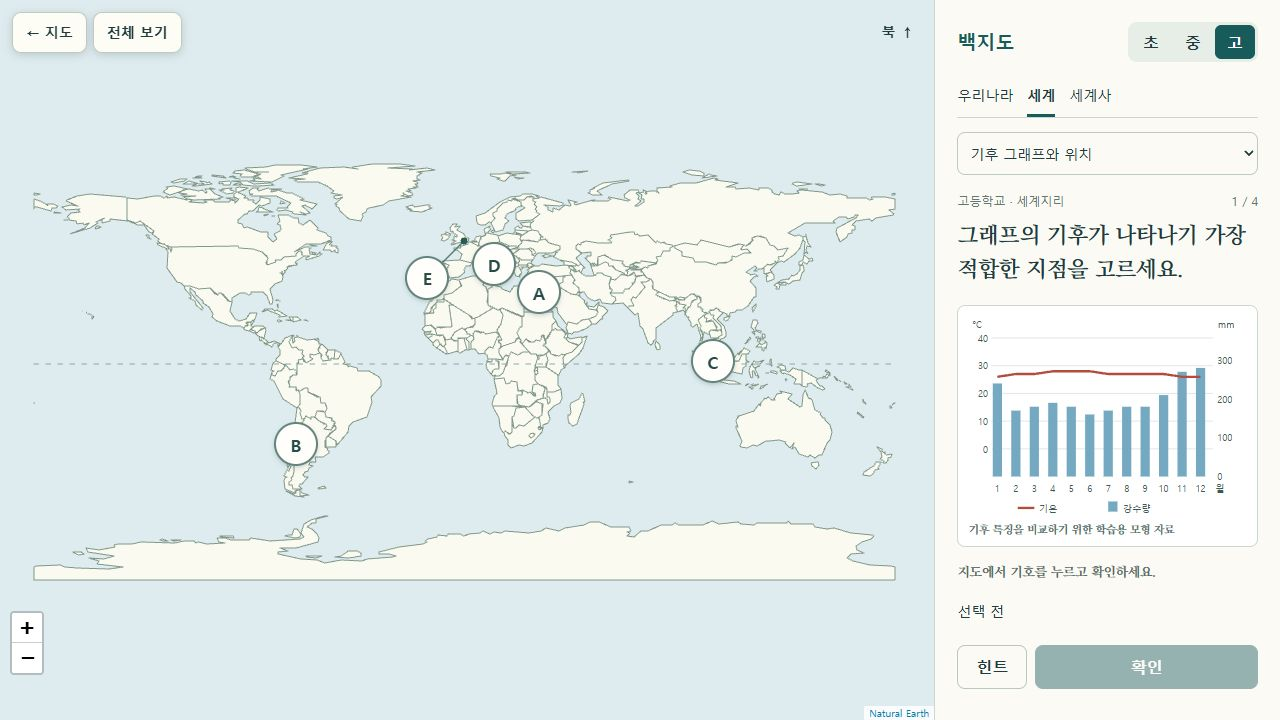 ← 지도
전체 보기
북 ↑
E
D
A
C
B
+
−
Natural Earth
백지도
초 중 고
우리나라 세계 세계사
기후 그래프와 위치
고등학교 · 세계지리 1 / 4
그래프의 기후가 나타나기 가장
적합한 지점을 고르세요.
℃ mm
40
30 300
20 200
10 100
0 0
1 2 3 4 5 6 7 8 9 10 11 12 월
기온 강수량
기후 특징을 비교하기 위한 학습용 모형 자료
지도에서 기호를 누르고 확인하세요.
선택 전
힌트 확인